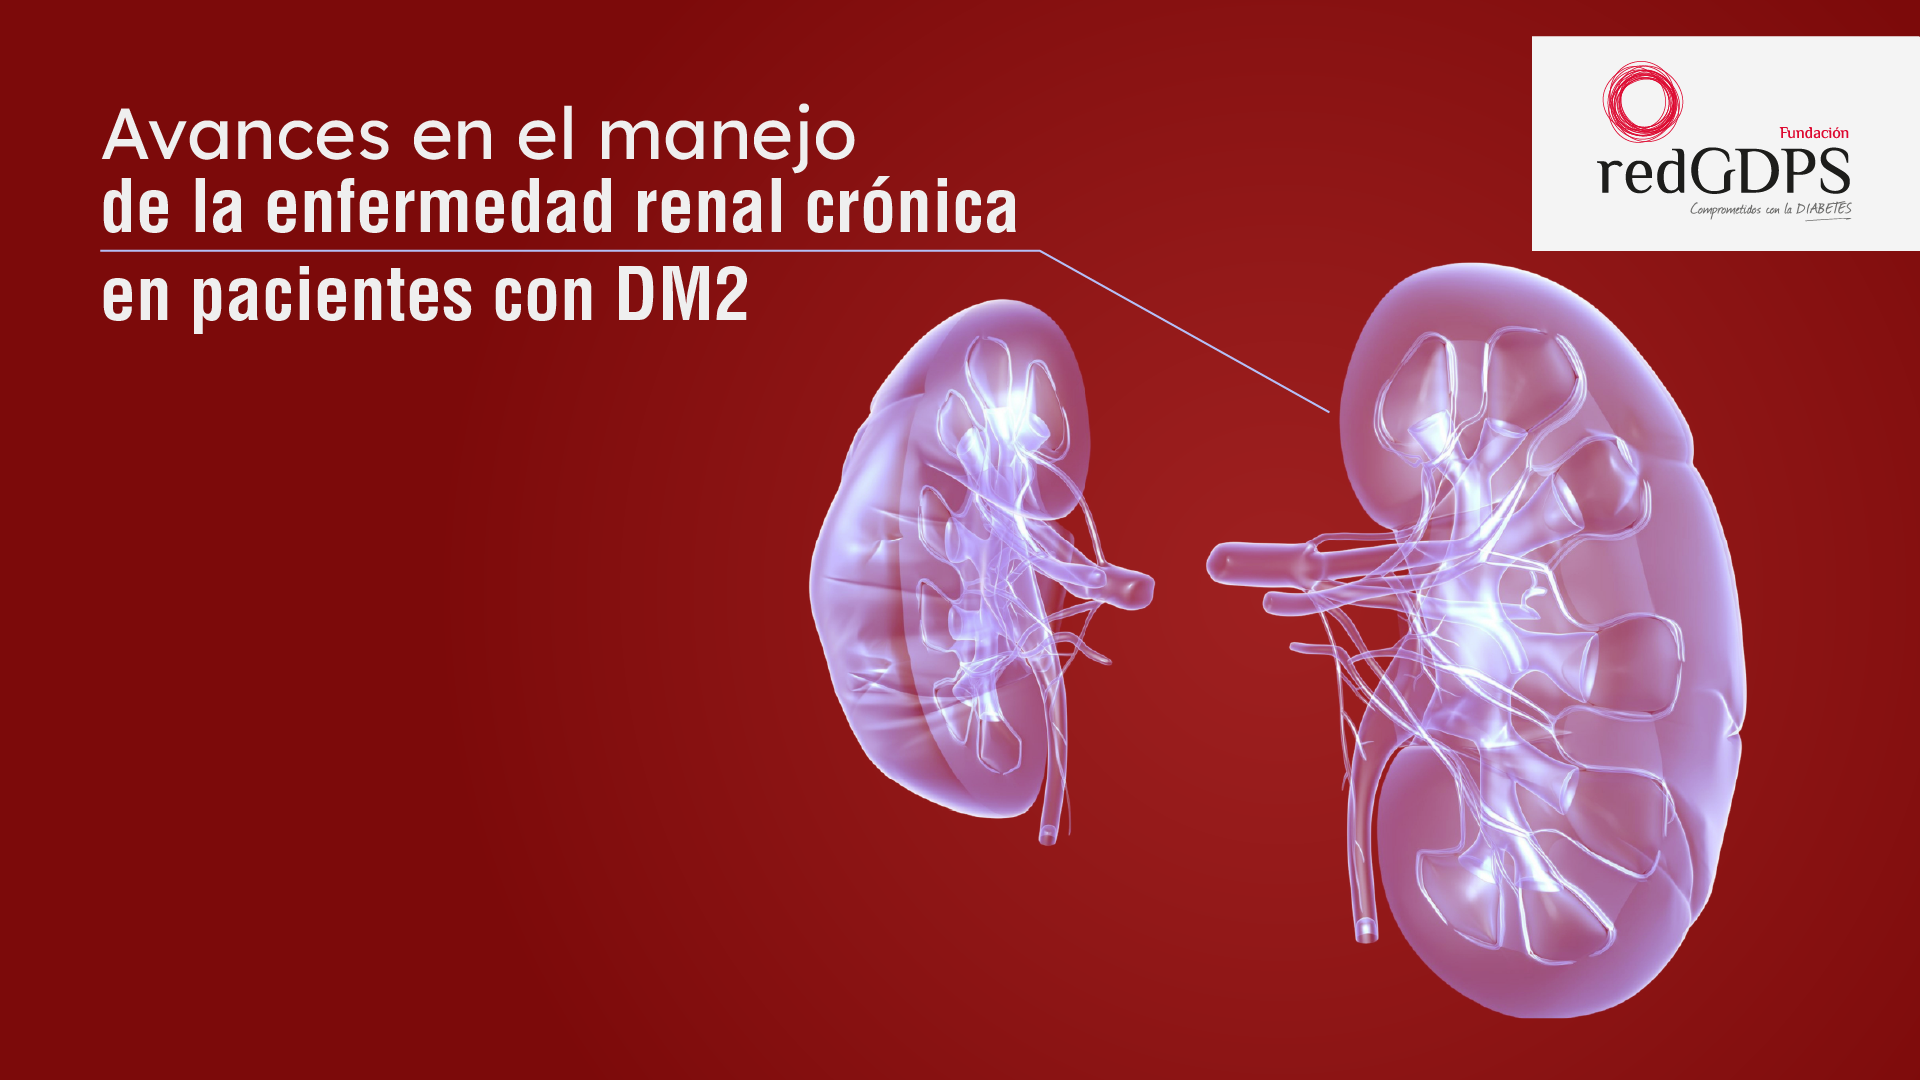 Avances en el manejo
de la enfermedad renal crónica
en pacientes con DM2
Fundación
redGDPS
Comprometidos con la DIABETES